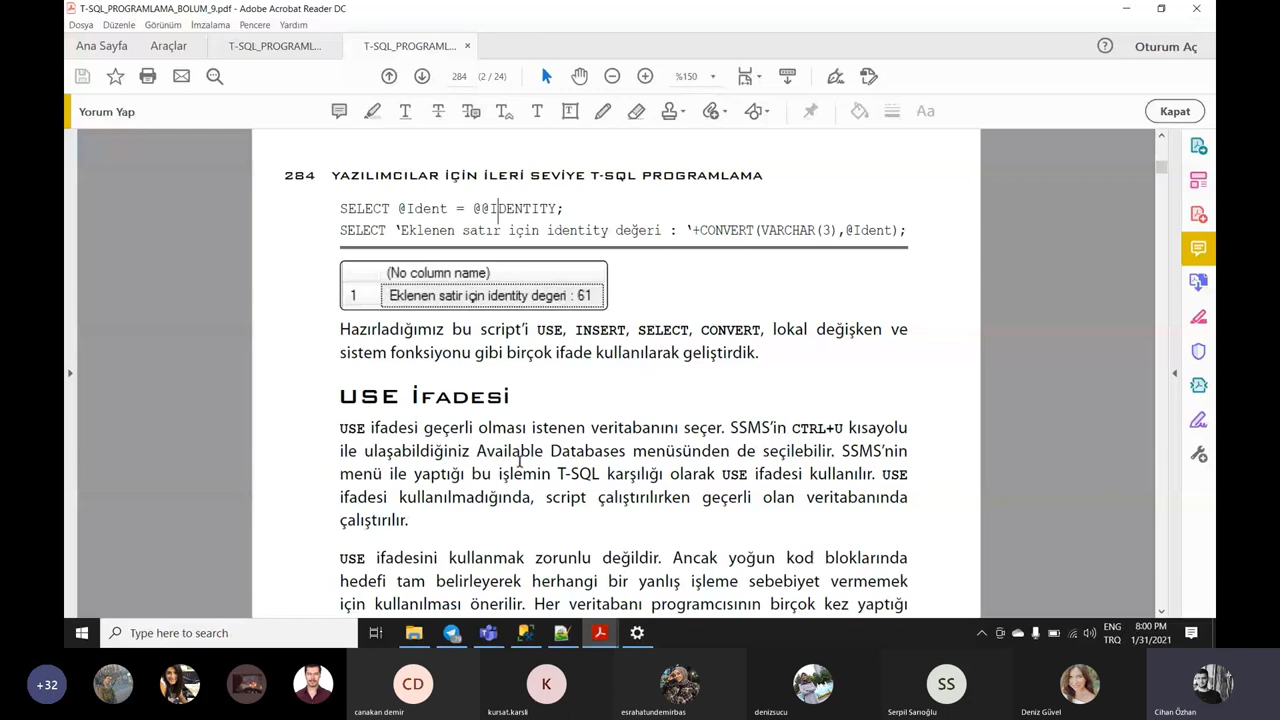 T-SQL_PROGRAMLAMA_BOLUM_9.pdf - Adobe Acrobat Reader DC
Dosya Düzenle Görünüm İmzalama Pencere Yardım
Ana Sayfa Araçlar T-SQL_PROGRAML... T-SQL_PROGRAML... × Oturum Aç
284 (2 / 24) %150
Yorum Yap Kapat
284 YAZILIMCILAR İÇİN İLERİ SEVİYE T-SQL PROGRAMLAMA
SELECT @Ident = @@IDENTITY;
SELECT ‘Eklenen satır için identity değeri : ‘+CONVERT(VARCHAR(3),@Ident);
(No column name)
1 Eklenen satir için identity degeri : 61
Hazırladığımız bu script’i USE, INSERT, SELECT, CONVERT, lokal değişken ve
sistem fonksiyonu gibi birçok ifade kullanılarak geliştirdik.
USE İFADESİ
USE ifadesi geçerli olması istenen veritabanını seçer. SSMS’in CTRL+U kısayolu
ile ulaşabildiğiniz Available Databases menüsünden de seçilebilir. SSMS’nin
menü ile yaptığı bu işlemin T-SQL karşılığı olarak USE ifadesi kullanılır. USE
ifadesi kullanılmadığında, script çalıştırılırken geçerli olan veritabanında
çalıştırılır.
USE ifadesini kullanmak zorunlu değildir. Ancak yoğun kod bloklarında
hedefi tam belirleyerek herhangi bir yanlış işleme sebebiyet vermemek
için kullanılması önerilir. Her veritabanı programcısının birçok kez yaptığı
Type here to search
ENG 8:00 PM
TRQ 1/31/2021
+32 CD K SS
canakan demir kursat.karsli esrahatundemirbas denizsucu Serpil Sarıoğlu Deniz Güvel Cihan Özhan